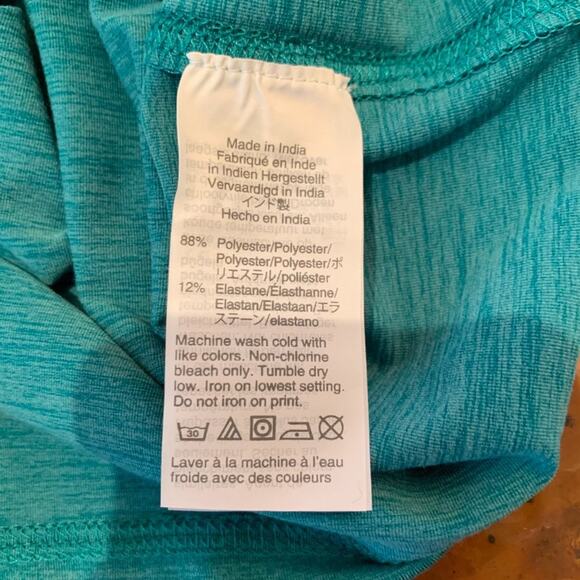 Made in India
Fabriqué en Inde
in Indien Hergestellt
Vervaardigd in India
インド製
Hecho en India
88% Polyester/Polyester/
Polyester/Polyester/ポ
リエステル/poliéster
12% Elastane/Élasthanne/
Elastan/Elastaan/エラ
ステーン/elastano
Machine wash cold with
like colors. Non-chlorine
bleach only. Tumble dry
low. Iron on lowest setting.
Do not iron on print.
30
Laver à la machine à l'eau
froide avec des couleurs